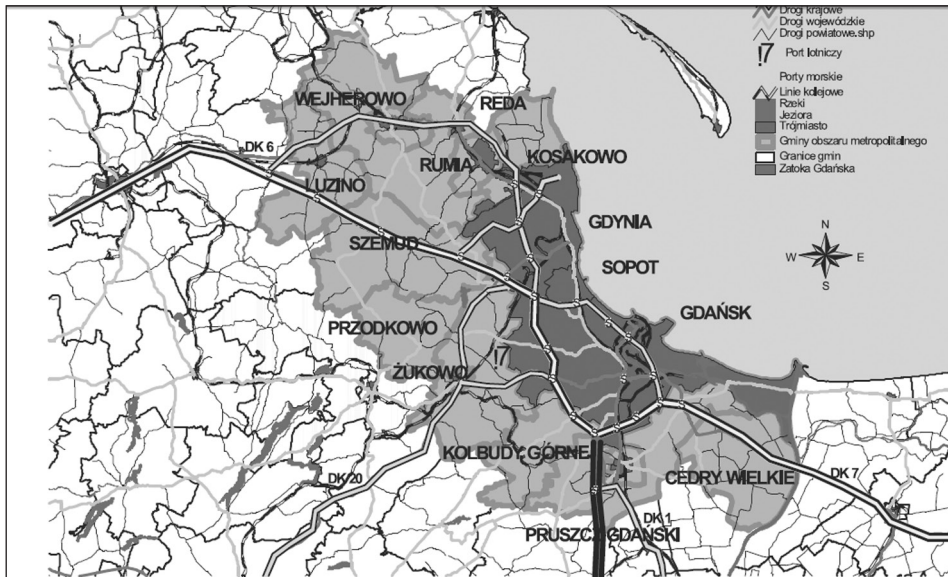 Drogi krajowe
Drogi wojewódzkie
Drogi powiatowe.shp
!7 Port lotniczy
Porty morskie
Linie kolejowe
Rzeki
Jeziora
Trójmiasto
Gminy obszaru metropolitalnego
Granice gmin
Zatoka Gdańska
N
W E
S
WEJHEROWO
REDA
DK 6
RUMIA
KOSAKOWO
LUZINO
GDYNIA
SZEMUD
SOPOT
GDAŃSK
PRZODKOWO
!7
ŻUKOWO
KOLBUDY GÓRNE
DK 20
CEDRY WIELKIE
DK 7
DK 1
PRUSZCZ GDAŃSKI